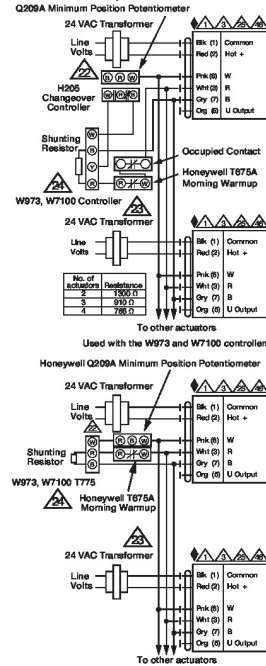 Q209A Minimum Position Potentiometer
24 VAC Transformer
Line
Volts
Blk (1) Common
Red (2) Hot +
22
B R W
H205
Changeover
Controller
W R B
Pnk (6) W
Wht (3) R
Gry (7) B
Org (5) U Output
Shunting
Resistor
W
B
Y
R
Occupied Contact
Honeywell T675A
Morning Warmup
R W
24
23
W973, W7100 Controller
24 VAC Transformer
Line
Volts
Blk (1) Common
Red (2) Hot +
No. of
actuators Resistance
2 1300 Ω
3 910 Ω
4 768 Ω
Pnk (6) W
Wht (3) R
Gry (7) B
Org (5) U Output
To other actuators
Used with the W973 and W7100 controller
Honeywell Q209A Minimum Position Potentiometer
24 VAC Transformer
Line
Volts
Blk (1) Common
Red (2) Hot +
22
W
R
B
R B W
R W
Shunting
Resistor
Pnk (6) W
Wht (3) R
Gry (7) B
Org (5) U Output
W973, W7100 T775
24
Honeywell T675A
Morning Warmup
23
24 VAC Transformer
Line
Volts
Blk (1) Common
Red (2) Hot +
Pnk (6) W
Wht (3) R
Gry (7) B
Org (5) U Output
To other actuators